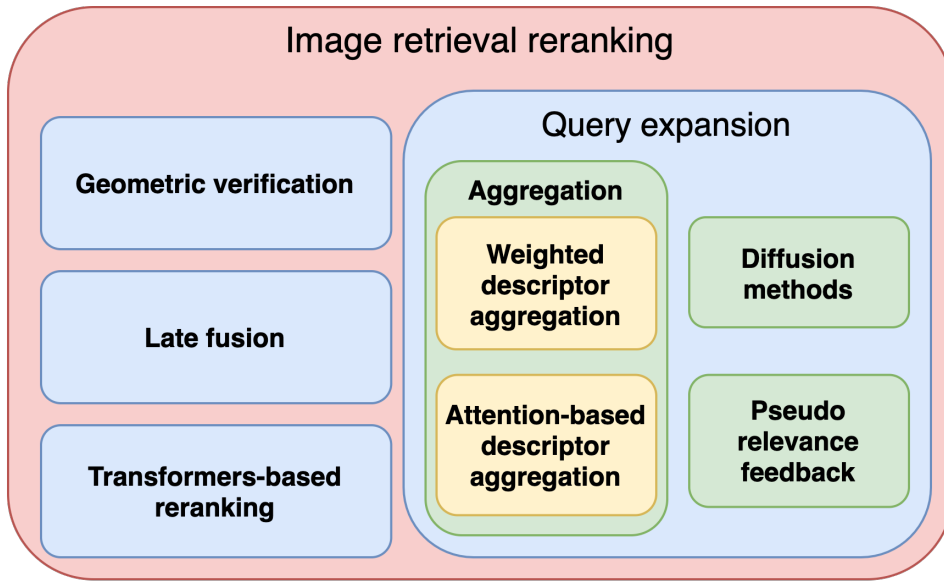 Image retrieval reranking
Geometric verification
Late fusion
Transformers-based
reranking
Query expansion
Aggregation
Weighted
descriptor
aggregation
Attention-based
descriptor
aggregation
Diffusion
methods
Pseudo
relevance
feedback